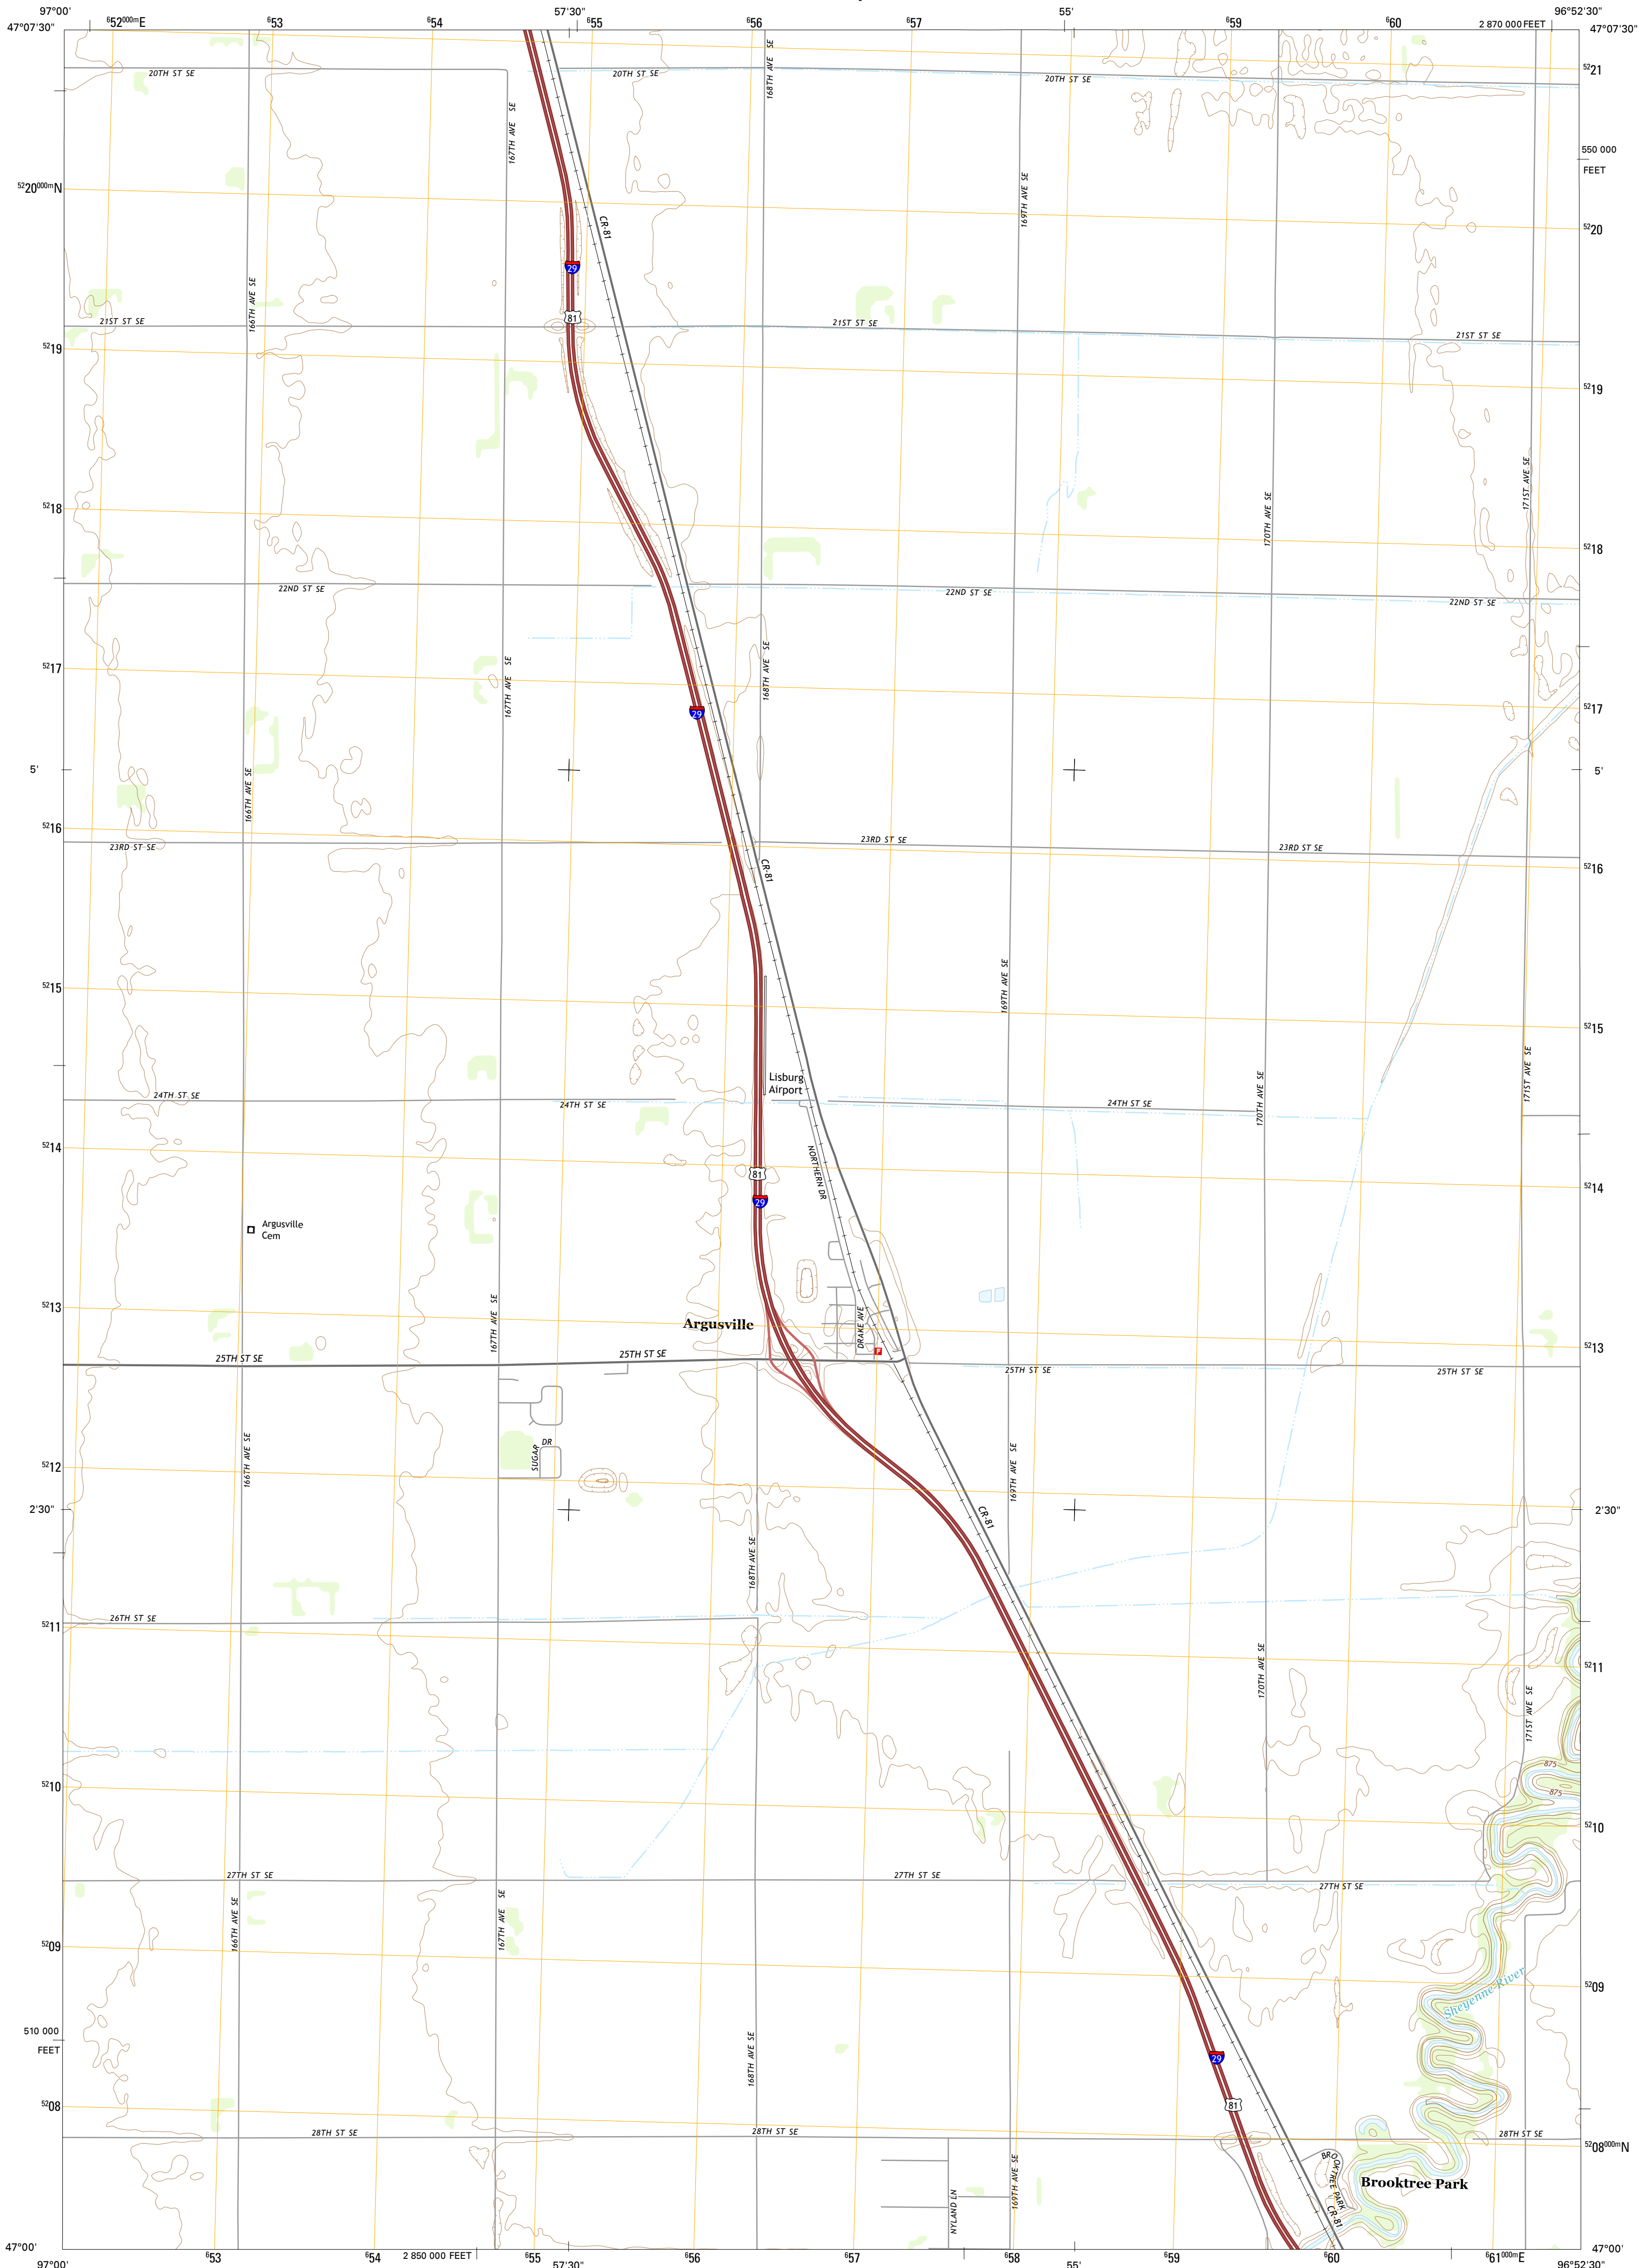 97°00'
⁶52⁰⁰⁰ᵐE
⁶53
⁶54
57'30"
⁶55
⁶56
⁶57
55'
⁶59
⁶60
2 870 000 FEET
96°52'30"
47°07'30"
47°07'30"
20TH ST SE
20TH ST SE
20TH ST SE
168TH AVE SE
⁵²21
167TH AVE SE
550 000
FEET
⁵²20⁰⁰⁰ᵐN
169TH AVE SE
CR-81
⁵²20
29
166TH AVE SE
81
21ST ST SE
21ST ST SE
21ST ST SE
⁵²19
⁵²19
171ST AVE SE
⁵²18
170TH AVE SE
⁵²18
22ND ST SE
22ND ST SE
22ND ST SE
⁵²17
167TH AVE SE
168TH AVE SE
29
⁵²17
5'
5'
166TH AVE SE
⁵²16
23RD ST SE
23RD ST SE
23RD ST SE
CR-81
⁵²16
⁵²15
169TH AVE SE
⁵²15
Lisburg
Airport
171ST AVE SE
24TH ST SE
24TH ST SE
24TH ST SE
170TH AVE SE
⁵²14
NORTHERN DR
81
⁵²14
29
Argusville
Cem
⁵²13
167TH AVE SE
Argusville
DRAKE AVE
F
⁵²13
25TH ST SE
25TH ST SE
25TH ST SE
25TH ST SE
166TH AVE SE
SUGAR DR
⁵²12
169TH AVE SE
⁵²12
2'30"
CR-81
2'30"
168TH AVE SE
26TH ST SE
⁵²11
170TH AVE SE
⁵²11
171ST AVE SE
875
⁵²10
875
⁵²10
27TH ST SE
27TH ST SE
27TH ST SE
166TH AVE SE
167TH AVE SE
⁵²09
⁵²09
Sheyenne River
510 000
FEET
168TH AVE SE
29
⁵²08
81
28TH ST SE
28TH ST SE
28TH ST SE
⁵²08⁰⁰⁰ᵐN
BROOKTREE PARK
Brooktree Park
169TH AVE SE
NYLAND LN
CR-81
47°00'
47°00'
97°00'
⁶53
⁶54
2 850 000 FEET
⁶55
57'30"
⁶56
⁶57
⁶58
55'
⁶59
⁶60
⁶61⁰⁰⁰ᵐE
96°52'30"